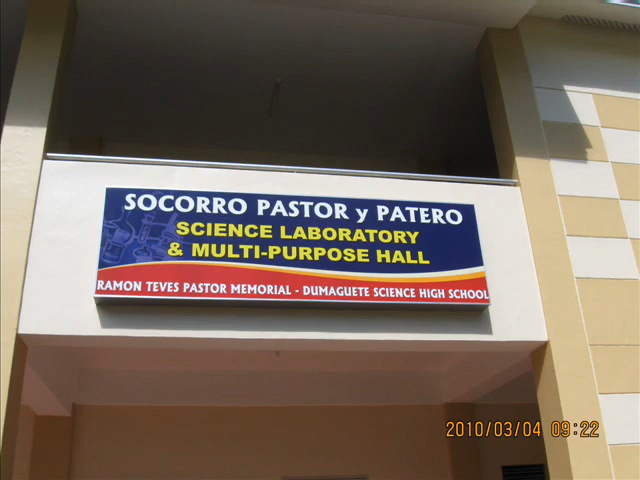 SOCORRO PASTOR y PATERO
SCIENCE LABORATORY
& MULTI-PURPOSE HALL
RAMON TEVES PASTOR MEMORIAL - DUMAGUETE SCIENCE HIGH SCHOOL
2010/03/04 09:22